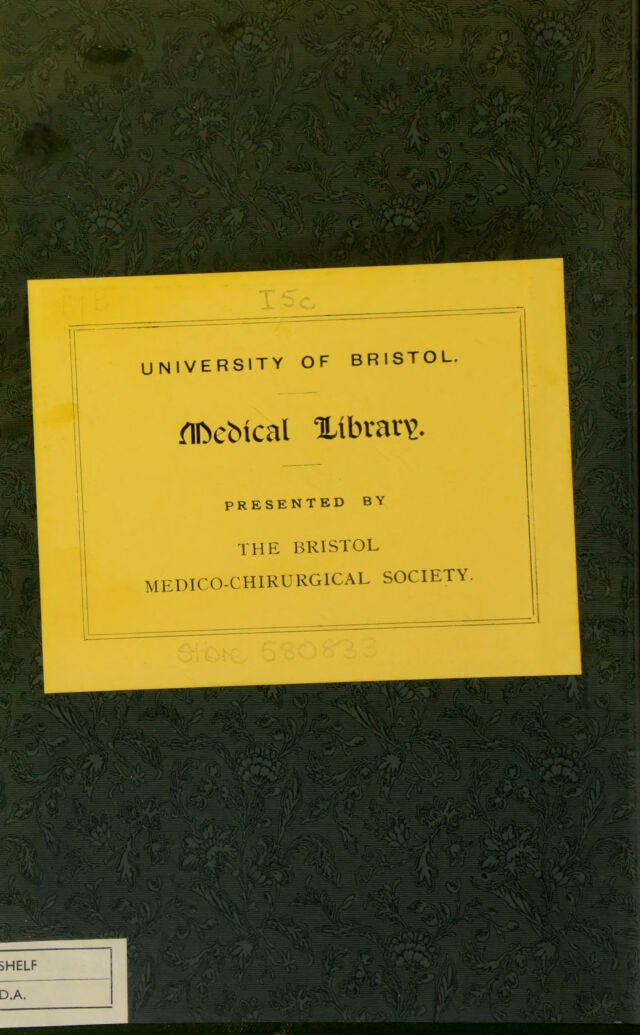 I5c
UNIVERSITY OF BRISTOL.
Medical Library.
PRESENTED BY
THE BRISTOL
MEDICO-CHIRURGICAL SOCIETY.
Store 580833
SHELF
D.A.